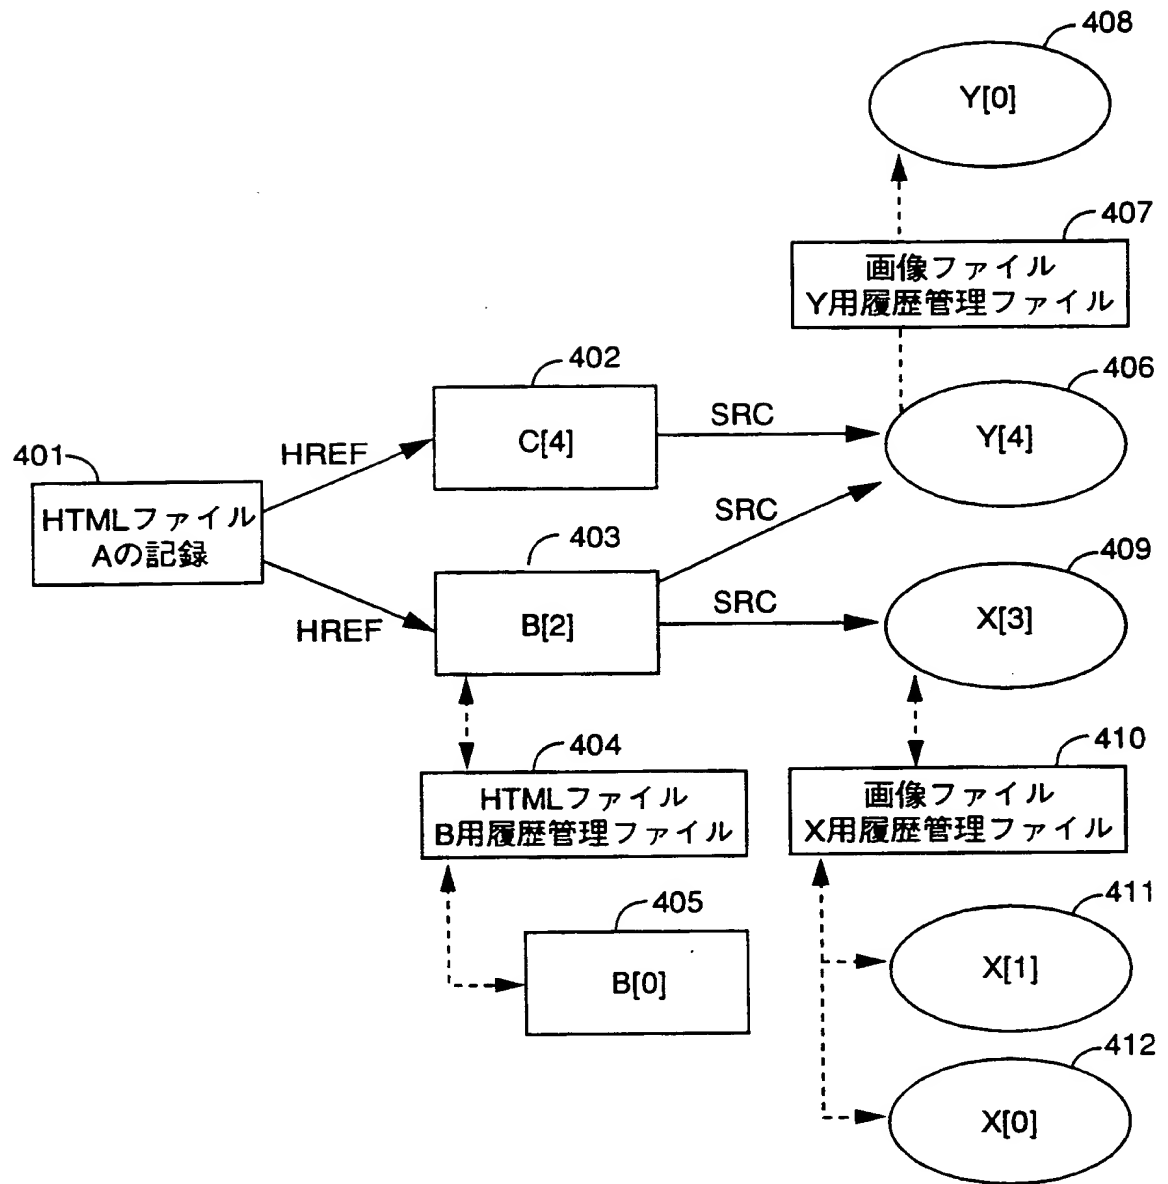 408
Y[0]
407
画像ファイル
Y用履歴管理ファイル
402
406
C[4]
SRC
Y[4]
401
HREF
HTMLファイル
Aの記録
SRC
403
409
HREF
B[2]
SRC
X[3]
404
410
HTMLファイル
B用履歴管理ファイル
画像ファイル
X用履歴管理ファイル
405
411
B[0]
X[1]
412
X[0]